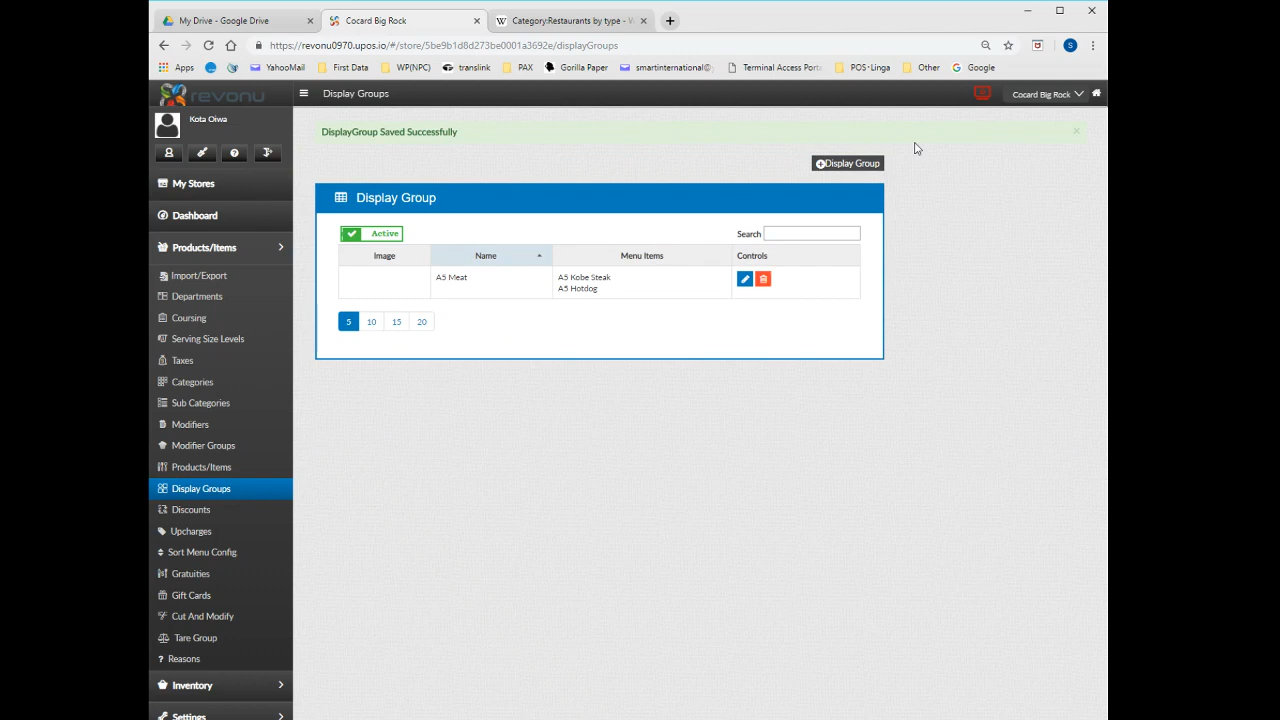 My Drive - Google Drive
Cocard Big Rock
Category:Restaurants by type - W
https://revonu0970.upos.io/#/store/5be9b1d8d273be0001a3692e/displayGroups
S
Apps
YahooMail
First Data
WP(NPC)
translink
PAX
Gorilla Paper
smartinternational@
Terminal Access Port
POS·Linga
Other
Google
revonu
Display Groups
Cocard Big Rock
Kota Oiwa
DisplayGroup Saved Successfully
×
Display Group
My Stores
Dashboard
Products/Items
Import/Export
Departments
Coursing
Serving Size Levels
Taxes
Categories
Sub Categories
Modifiers
Modifier Groups
Products/Items
Display Groups
Discounts
Upcharges
Sort Menu Config
Gratuities
Gift Cards
Cut And Modify
Tare Group
Reasons
Inventory
Settings
Display Group
Active
Search
Image
Name
Menu Items
Controls
A5 Meat
A5 Kobe Steak
A5 Hotdog
5
10
15
20